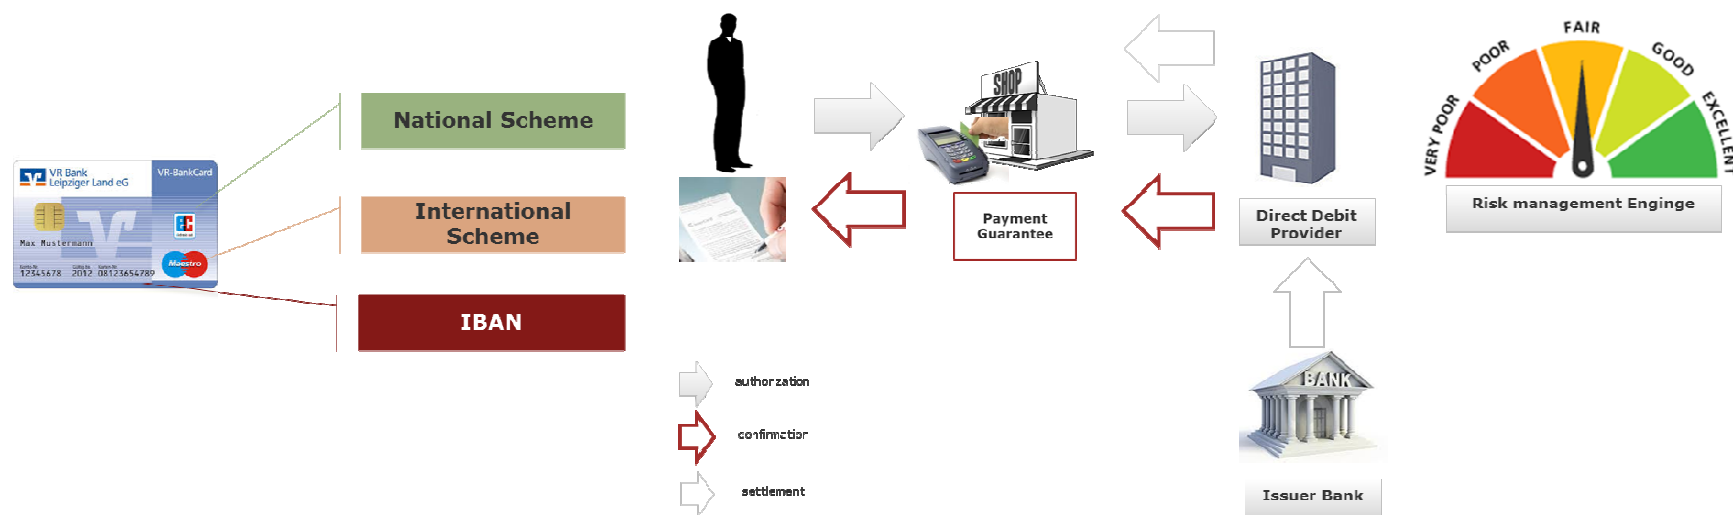 VR Bank
Leipziger Land eG
VR-BankCard
Max Mustermann
12345678 2012 08123654789
Maestro
National Scheme
International
Scheme
IBAN
SHOP
Payment
Guarantee
Direct Debit
Provider
VERY POOR
POOR
FAIR
GOOD
EXCELLENT
Risk management Enginge
BANK
Issuer Bank
authorzation
confirmation
settlement